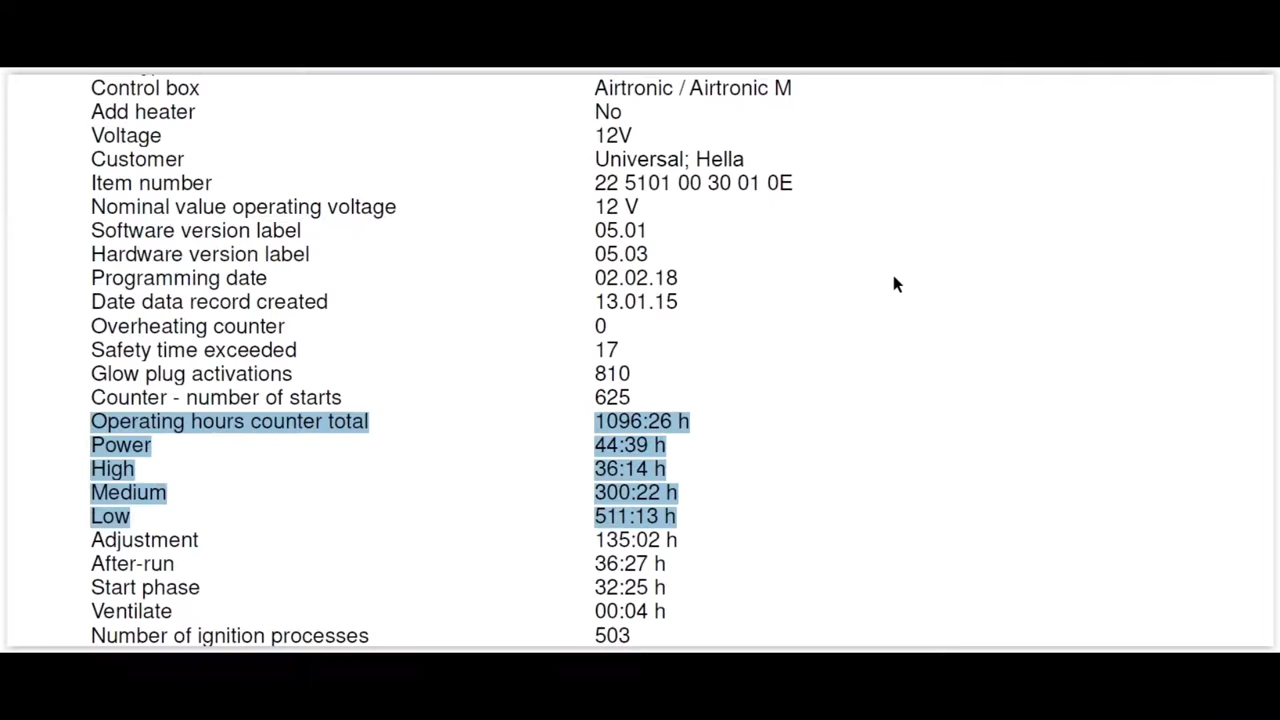 Control box Airtronic / Airtronic M
Add heater No
Voltage 12V
Customer Universal; Hella
Item number 22 5101 00 30 01 0E
Nominal value operating voltage 12 V
Software version label 05.01
Hardware version label 05.03
Programming date 02.02.18
Date data record created 13.01.15
Overheating counter 0
Safety time exceeded 17
Glow plug activations 810
Counter - number of starts 625
Operating hours counter total 1096:26 h
Power 44:39 h
High 36:14 h
Medium 300:22 h
Low 511:13 h
Adjustment 135:02 h
After-run 36:27 h
Start phase 32:25 h
Ventilate 00:04 h
Number of ignition processes 503